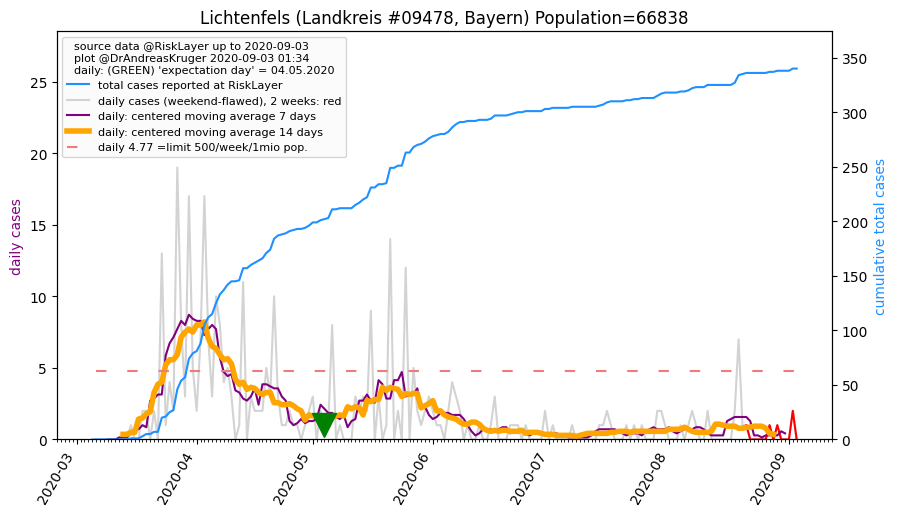 Lichtenfels (Landkreis #09478, Bayern) Population=66838
source data @RiskLayer up to 2020-09-03
plot @DrAndreasKruger 2020-09-03 01:34
daily: (GREEN) 'expectation day' = 04.05.2020
total cases reported at RiskLayer
daily cases (weekend-flawed), 2 weeks: red
daily: centered moving average 7 days
daily: centered moving average 14 days
daily 4.77 =limit 500/week/1mio pop.
daily cases
25
20
15
10
5
0
cumulative total cases
350
300
250
200
150
100
50
0
2020-03
2020-04
2020-05
2020-06
2020-07
2020-08
2020-09